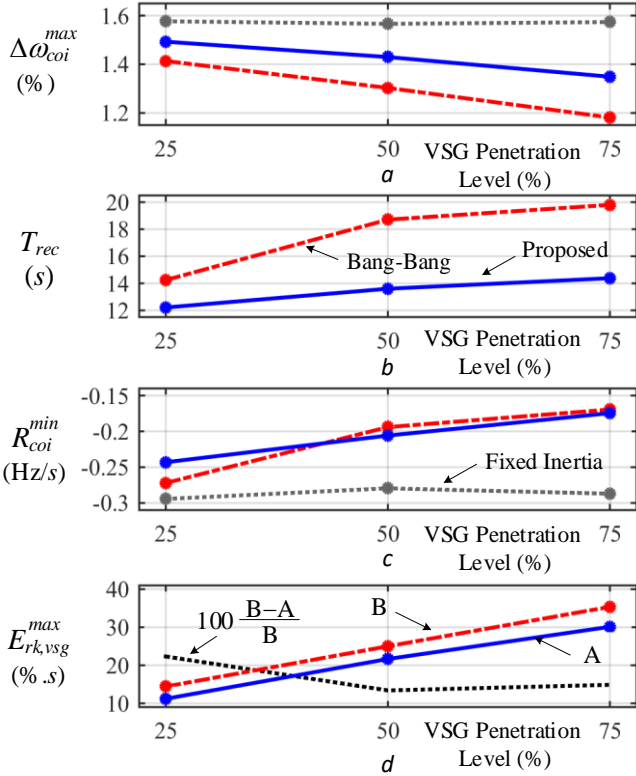 1.6
Δω_coi^max
(%)
1.4
1.2
25
50
75
a
VSG Penetration
Level (%)
20
18
T_rec
(s)
16
14
12
Bang-Bang
Proposed
25
50
75
b
VSG Penetration
Level (%)
-0.15
R_coi^min
(Hz/s)
-0.2
-0.25
-0.3
Fixed Inertia
25
50
75
c
VSG Penetration
Level (%)
40
E_rk,vsg^max
(% .s)
30
20
10
100 (B−A)/B
B
A
25
50
75
d
VSG Penetration
Level (%)